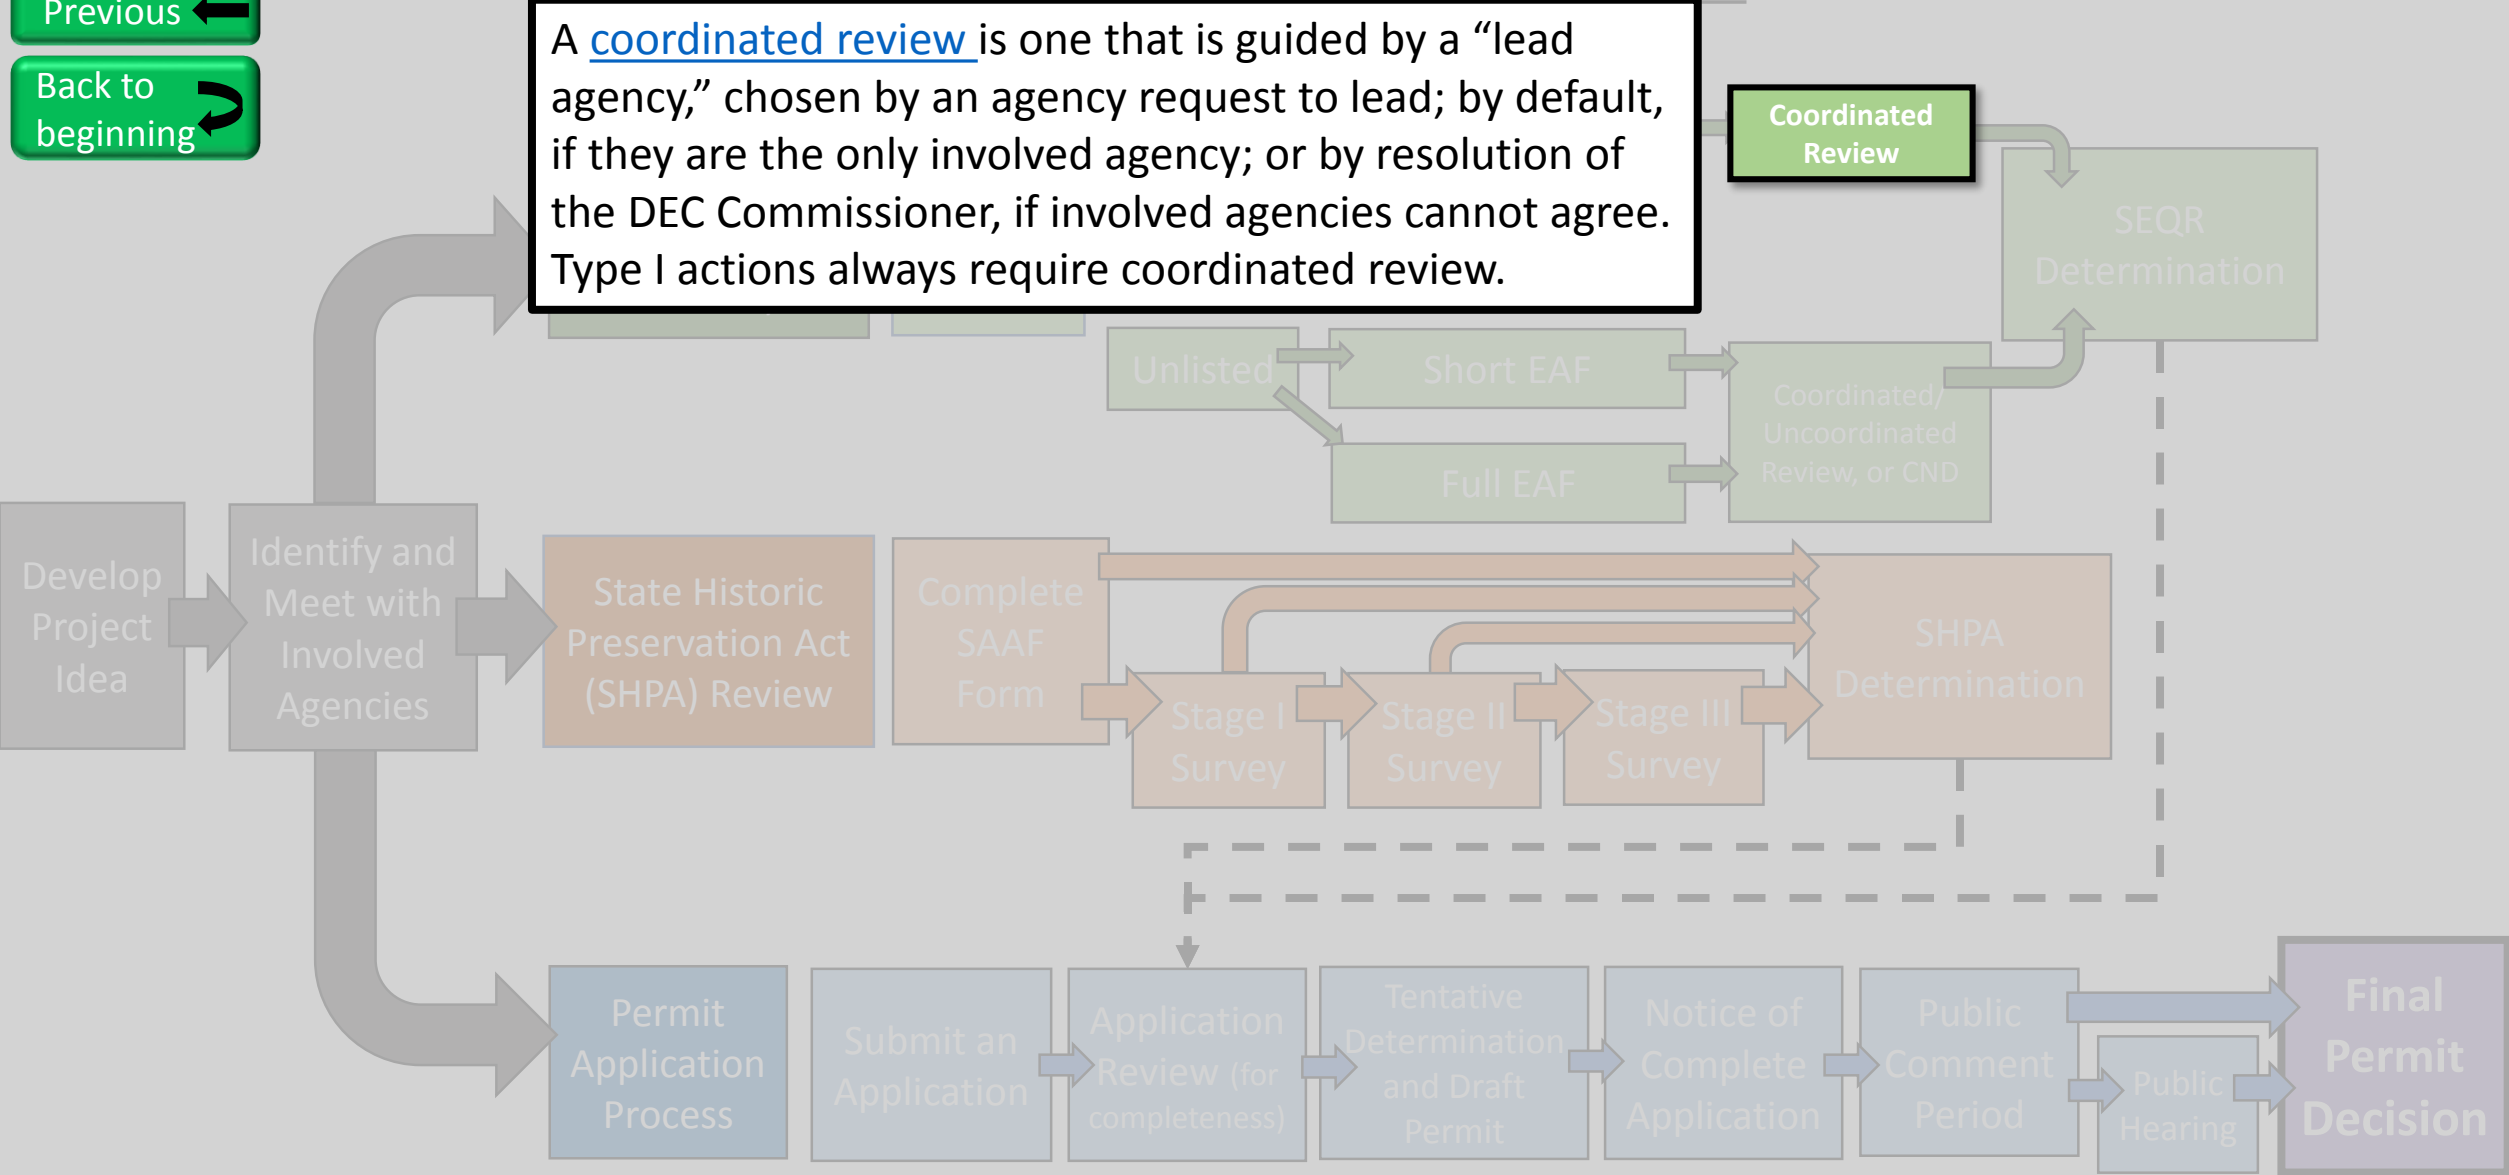 Previous
Back to
beginning
A coordinated review is one that is guided by a “lead
agency,” chosen by an agency request to lead; by default,
if they are the only involved agency; or by resolution of
the DEC Commissioner, if involved agencies cannot agree.
Type I actions always require coordinated review.
Coordinated
Review
SEQR
Determination
Unlisted
Short EAF
Full EAF
Coordinated/
Uncoordinated
Review, or CND
Develop
Project
Idea
Identify and
Meet with
Involved
Agencies
State Historic
Preservation Act
(SHPA) Review
Complete
SAAF
Form
Stage I
Survey
Stage II
Survey
Stage III
Survey
SHPA
Determination
Permit
Application
Process
Submit an
Application
Application
Review (for
completeness)
Tentative
Determination
and Draft
Permit
Notice of
Complete
Application
Public
Comment
Period
Public
Hearing
Final
Permit
Decision